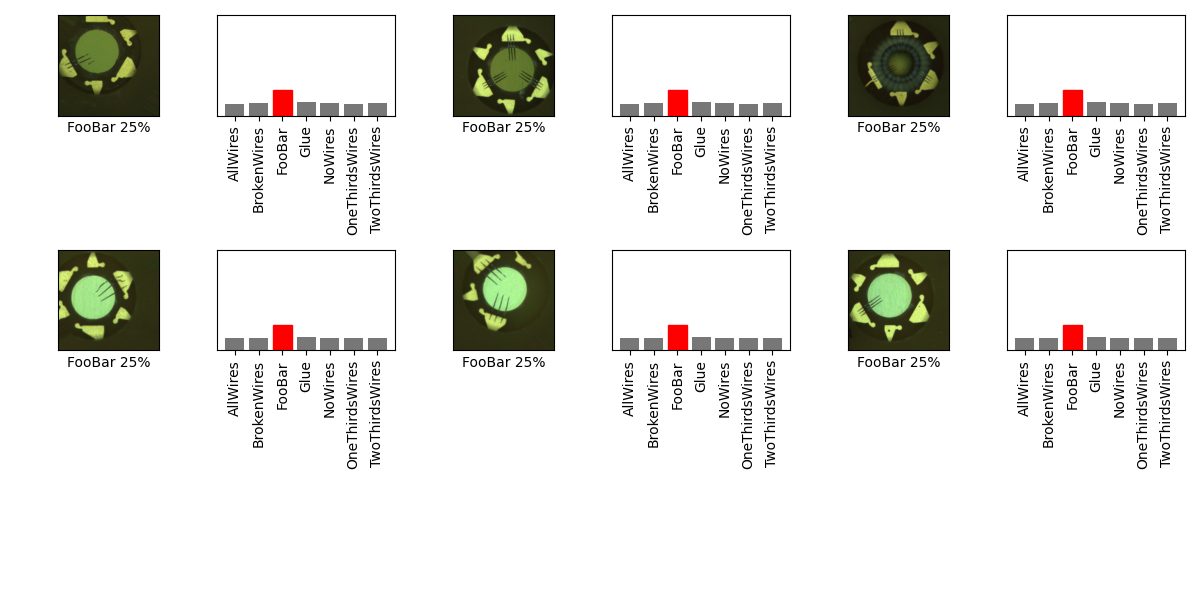 FooBar 25%
AllWires
BrokenWires
FooBar
Glue
NoWires
OneThirdsWires
TwoThirdsWires
FooBar 25%
AllWires
BrokenWires
FooBar
Glue
NoWires
OneThirdsWires
TwoThirdsWires
FooBar 25%
AllWires
BrokenWires
FooBar
Glue
NoWires
OneThirdsWires
TwoThirdsWires
FooBar 25%
AllWires
BrokenWires
FooBar
Glue
NoWires
OneThirdsWires
TwoThirdsWires
FooBar 25%
AllWires
BrokenWires
FooBar
Glue
NoWires
OneThirdsWires
TwoThirdsWires
FooBar 25%
AllWires
BrokenWires
FooBar
Glue
NoWires
OneThirdsWires
TwoThirdsWires